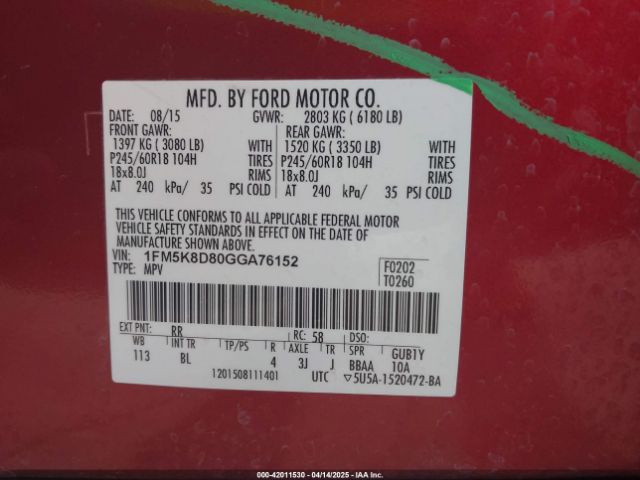 MFD. BY FORD MOTOR CO.
DATE: 08/15 GVWR: 2803 KG ( 6180 LB)
FRONT GAWR: REAR GAWR:
1397 KG ( 3080 LB) WITH 1520 KG ( 3350 LB) WITH
P245/60R18 104H TIRES P245/60R18 104H TIRES
18x8.0J RIMS 18x8.0J RIMS
AT 240 kPa/ 35 PSI COLD AT 240 kPa/ 35 PSI COLD
THIS VEHICLE CONFORMS TO ALL APPLICABLE FEDERAL MOTOR
VEHICLE SAFETY STANDARDS IN EFFECT ON THE DATE OF
MANUFACTURE SHOWN ABOVE.
VIN: 1FM5K8D80GGA76152 F0202
TYPE: MPV T0260
EXT PNT: RR RC: 58 DSO:
WB INT TR TP/PS R AXLE TR SPR GUB1Y
113 BL 4 3J J BBAA 10A
1201508111401 UTC ▽5U5A-1520472-BA
000-42011530 - 04/14/2025 - IAAI.COM